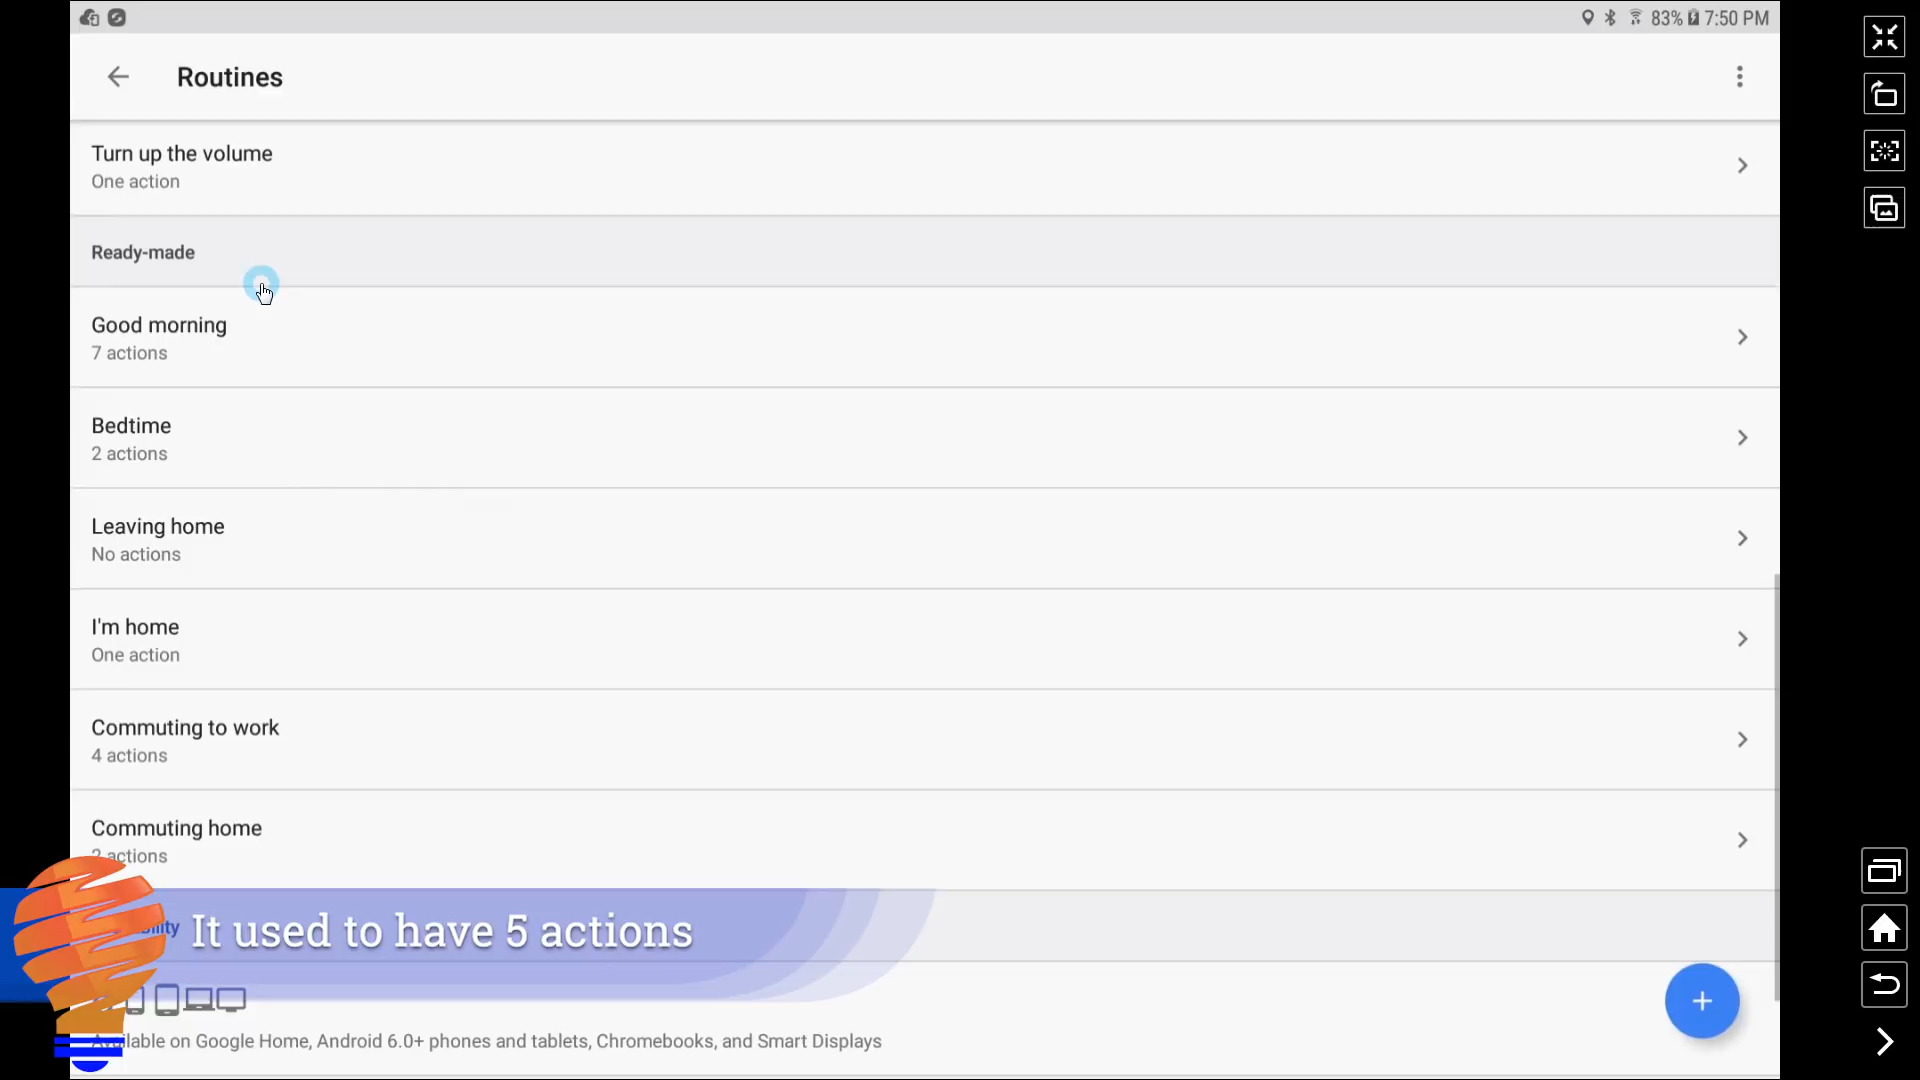 83% 7:50 PM
Routines
Turn up the volume
One action
Ready-made
Good morning
7 actions
Bedtime
2 actions
Leaving home
No actions
I'm home
One action
Commuting to work
4 actions
Commuting home
2 actions
It used to have 5 actions
Available on Google Home, Android 6.0+ phones and tablets, Chromebooks, and Smart Displays